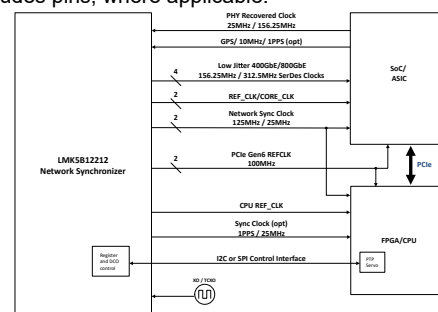 udes pins, where applicable.
PHY Recovered Clock
25MHz / 156.25MHz
GPS/ 10MHz/ 1PPS (opt)
SoC/
ASIC
4
Low Jitter 400GbE/800GbE
156.25MHz / 312.5MHz SerDes Clocks
2
REF_CLK/CORE_CLK
2
Network Sync Clock
125MHz / 25MHz
LMK5B12212
Network Synchronizer
2
PCIe Gen6 REFCLK
100MHz
PCIe
CPU REF_CLK
Sync Clock (opt)
1PPS / 25MHz
FPGA/CPU
Register
and DCO
control
I2C or SPI Control Interface
PTP
Servo
XO / TCXO